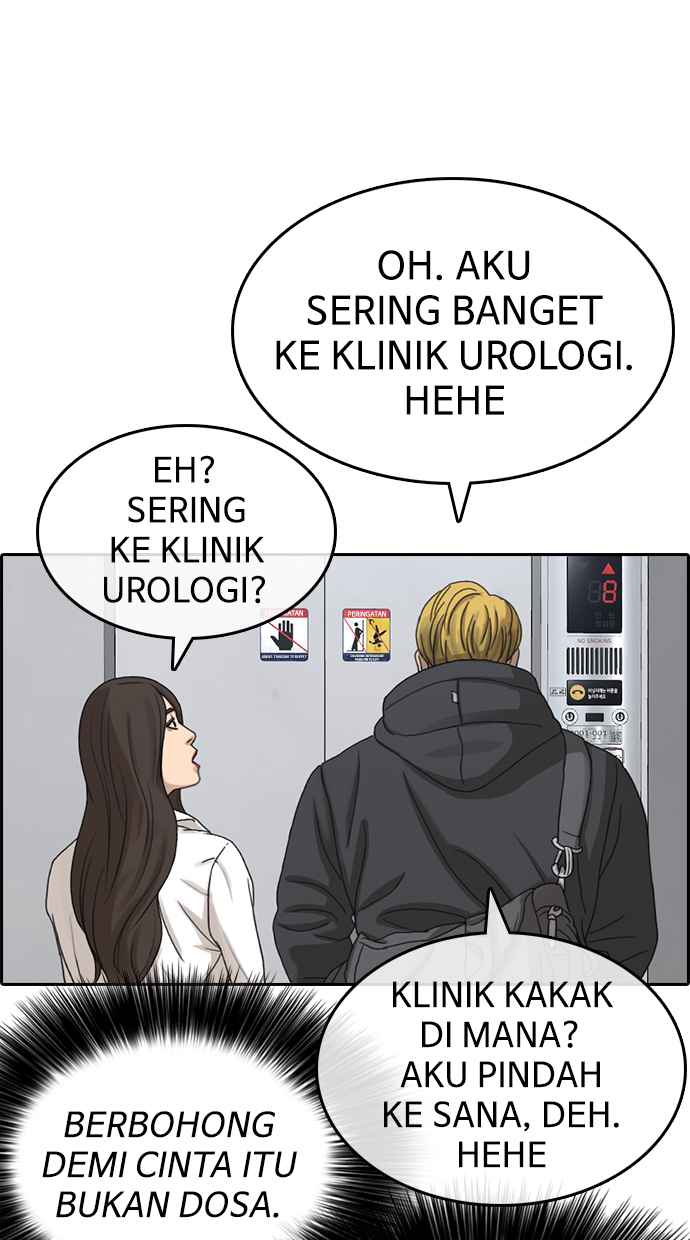 OH. AKU
SERING BANGET
KE KLINIK UROLOGI.
HEHE
EH?
SERING
KE KLINIK
UROLOGI?
PERINGATAN
8
NO SMOKING
KLINIK KAKAK
DI MANA?
AKU PINDAH
KE SANA, DEH.
HEHE
BERBOHONG
DEMI CINTA ITU
BUKAN DOSA.